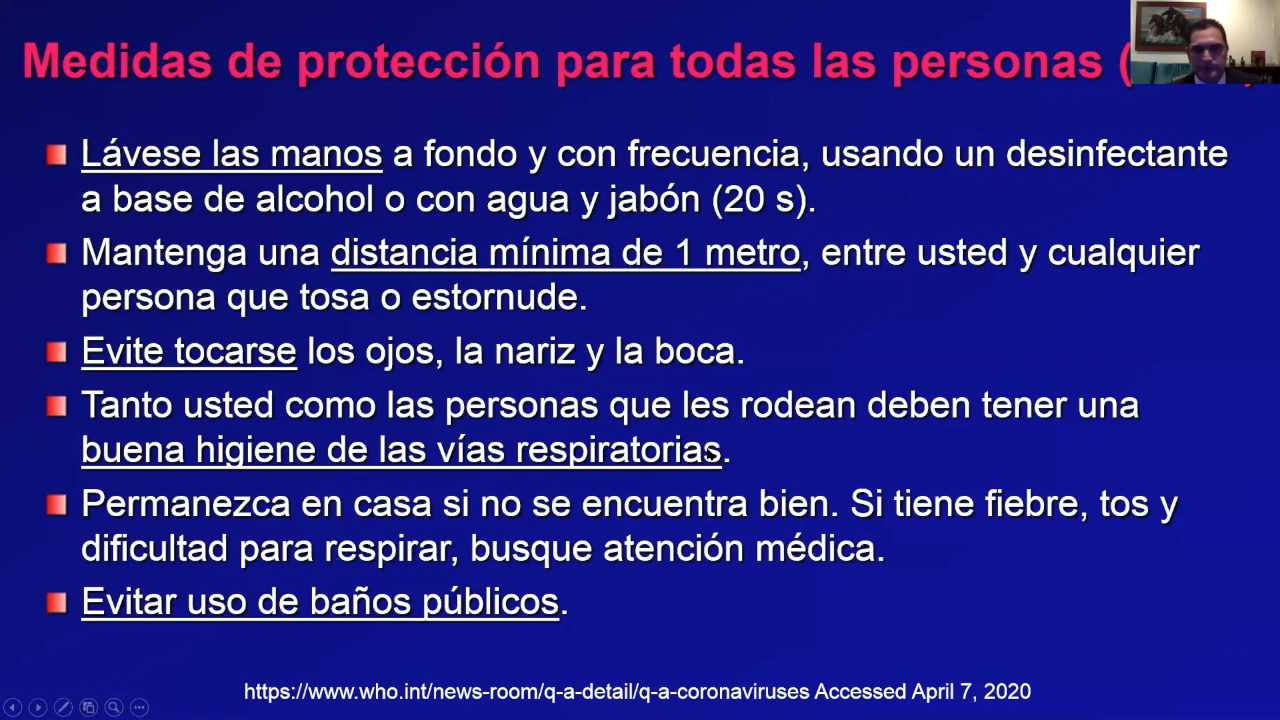 Medidas de protección para todas las personas (
Lávese las manos a fondo y con frecuencia, usando un desinfectante
a base de alcohol o con agua y jabón (20 s).
Mantenga una distancia mínima de 1 metro, entre usted y cualquier
persona que tosa o estornude.
Evite tocarse los ojos, la nariz y la boca.
Tanto usted como las personas que les rodean deben tener una
buena higiene de las vías respiratorias.
Permanezca en casa si no se encuentra bien. Si tiene fiebre, tos y
dificultad para respirar, busque atención médica.
Evitar uso de baños públicos.
https://www.who.int/news-room/q-a-detail/q-a-coronaviruses Accessed April 7, 2020